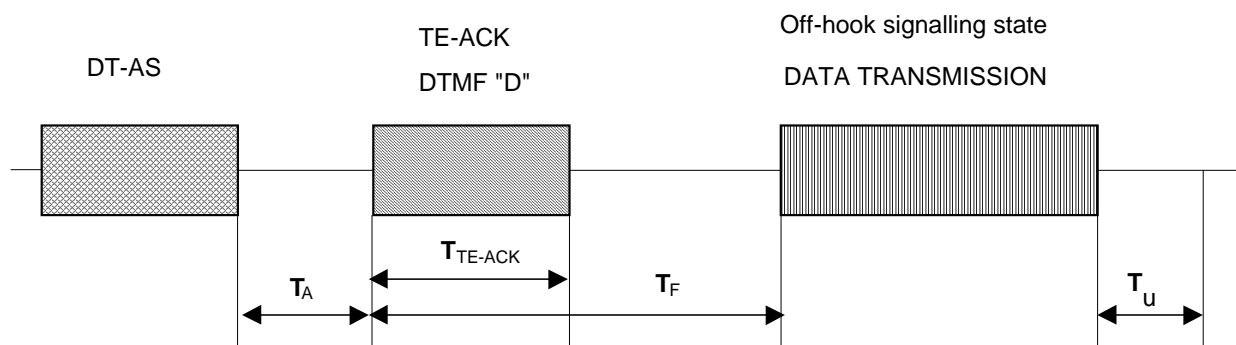 DT-AS
TE-ACK
DTMF "D"
Off-hook signalling state
DATA TRANSMISSION
TA
TTE-ACK
TF
Tu